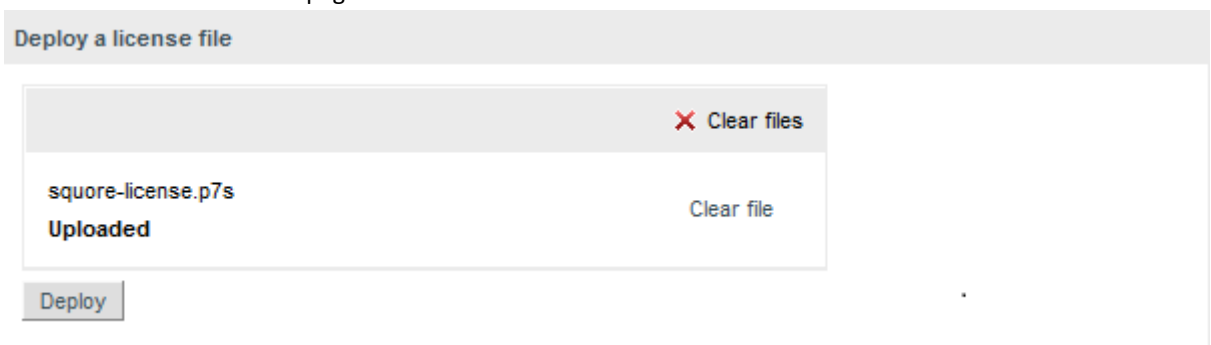 Deploy a license file
Clear files
squore-license.p7s
Uploaded
Clear file
Deploy